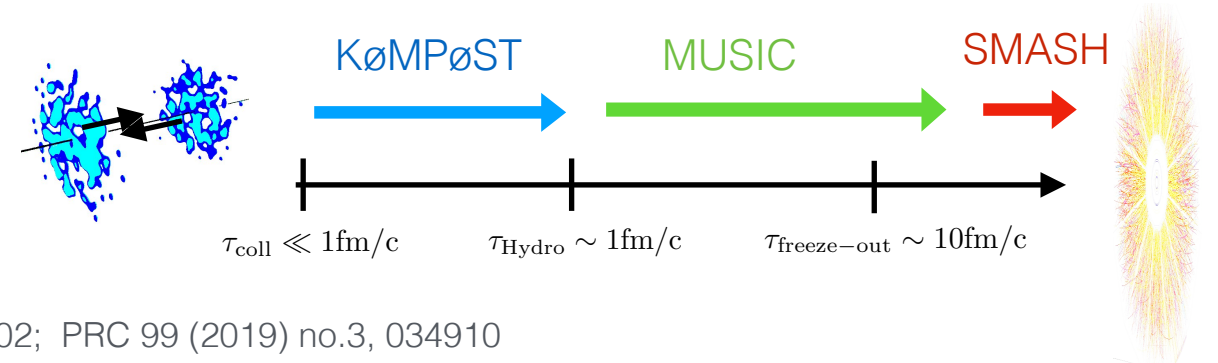 KøMPøST MUSIC SMASH
τcoll ≪ 1fm/c τHydro ∼ 1fm/c τfreeze−out ∼ 10fm/c
02; PRC 99 (2019) no.3, 034910